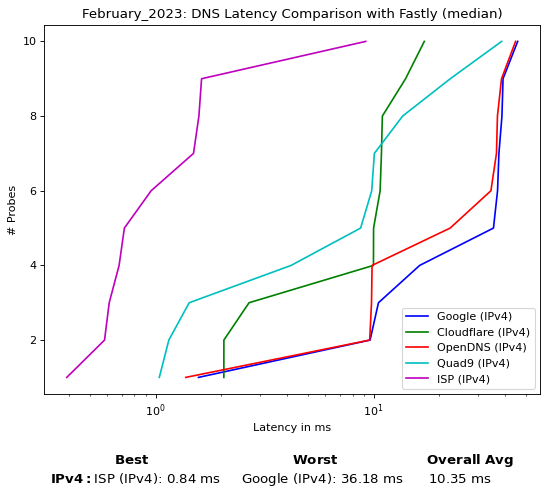 February_2023: DNS Latency Comparison with Fastly (median)
10
8
6
4
2
# Probes
Google (IPv4)
Cloudflare (IPv4)
OpenDNS (IPv4)
Quad9 (IPv4)
ISP (IPv4)
10⁰ 10¹
Latency in ms
Best Worst Overall Avg
IPv4: ISP (IPv4): 0.84 ms Google (IPv4): 36.18 ms 10.35 ms